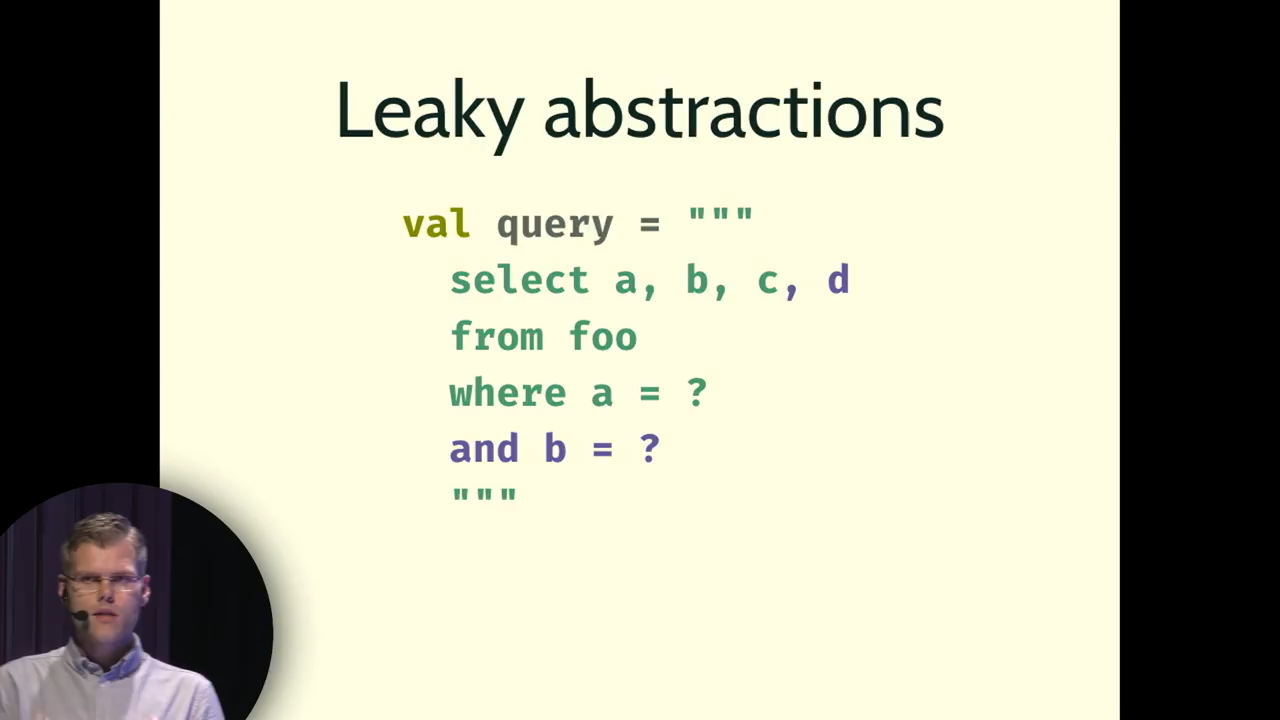 Leaky abstractions
val query = """
select a, b, c, d
from foo
where a = ?
and b = ?
"""